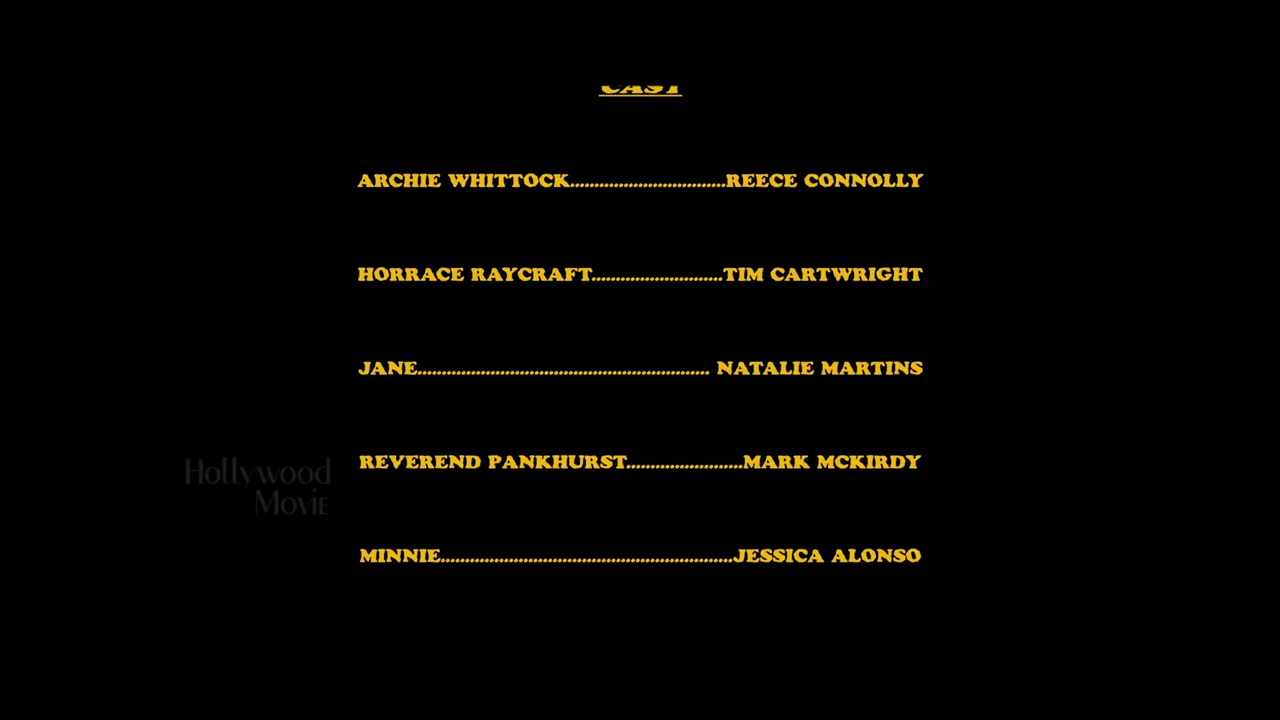 CAST
ARCHIE WHITTOCK................................REECE CONNOLLY
HORRACE RAYCRAFT...........................TIM CARTWRIGHT
JANE............................................................ NATALIE MARTINS
REVEREND PANKHURST........................MARK MCKIRDY
MINNIE............................................................JESSICA ALONSO
Hollywood
Movie